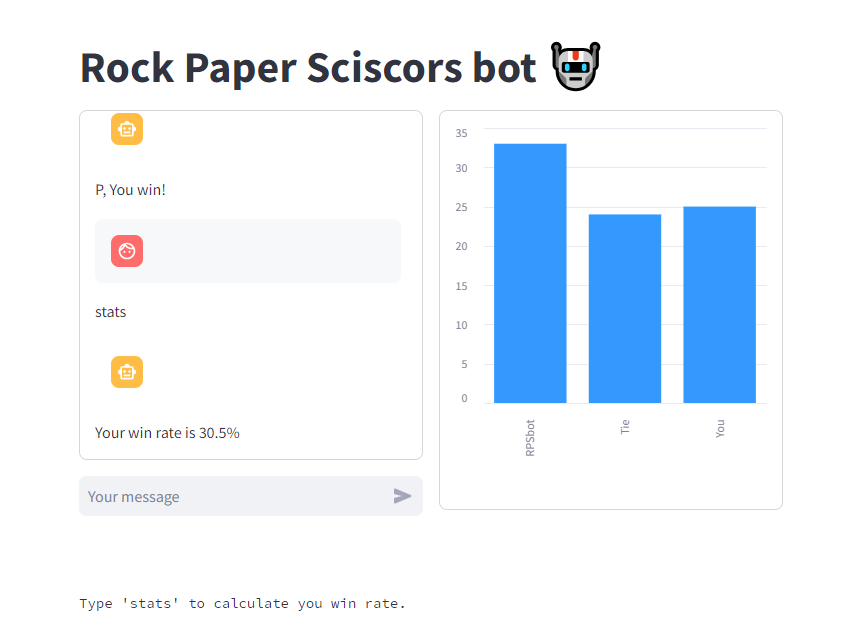 Rock Paper Sciscors bot
P, You win!
stats
Your win rate is 30.5%
Your message
35
30
25
20
15
10
5
0
RPSbot
Tie
You
Type 'stats' to calculate you win rate.